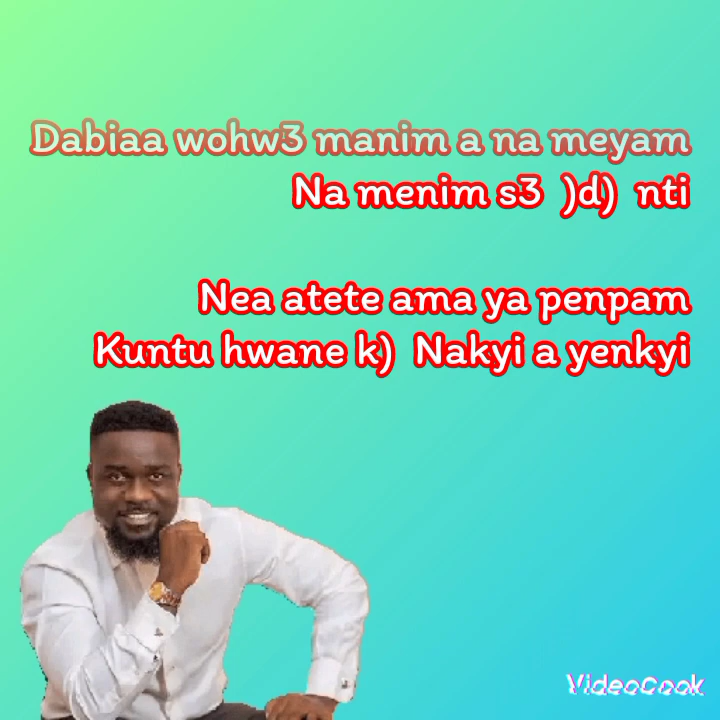 Dabiaa wohw3 manim a na meyam
Na menim s3 )d) nti
Nea atete ama ya penpam
Kuntu hwane k) Nakyi a yenkyi
VideoCook